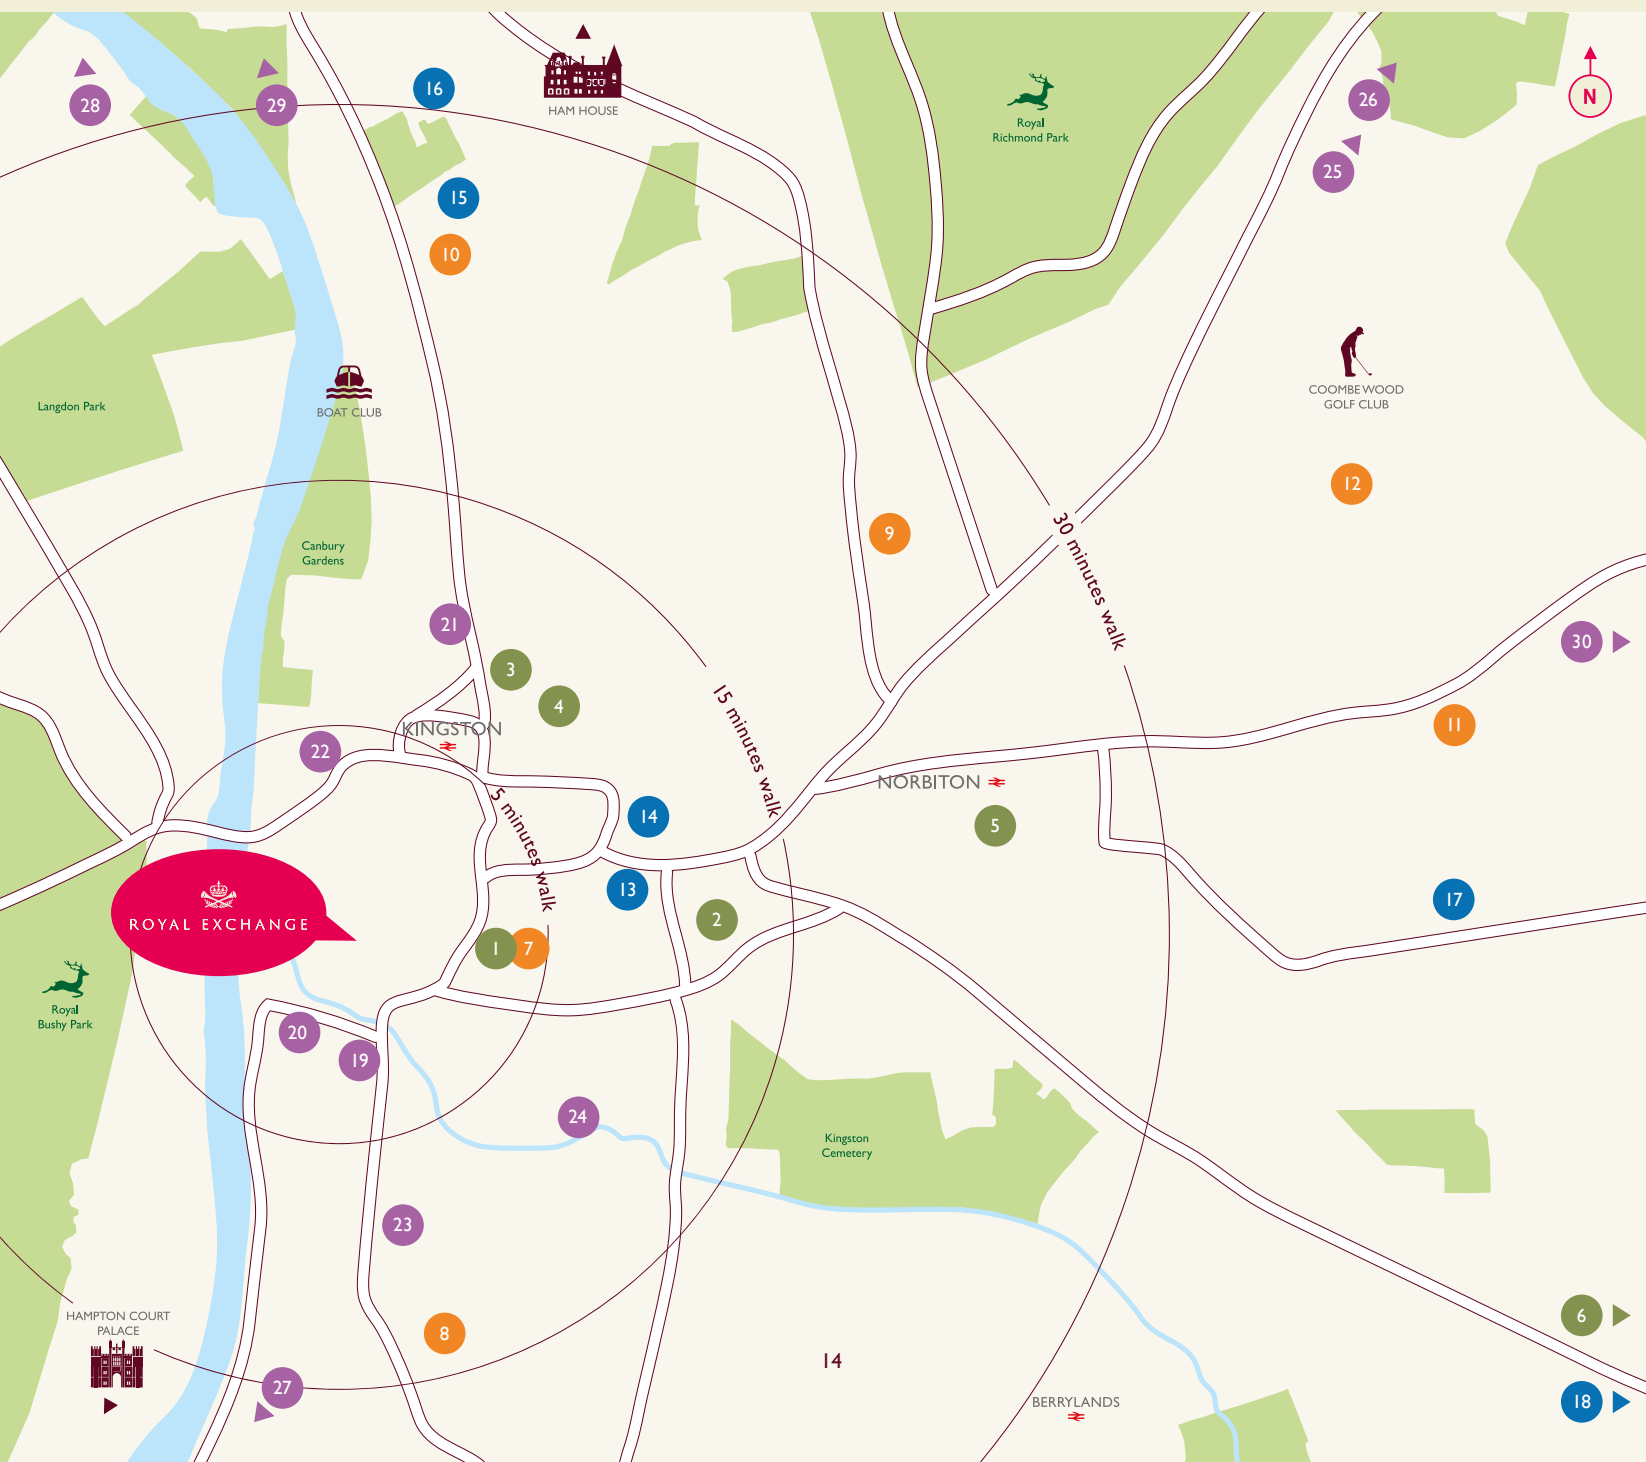 28
29
16
HAM HOUSE
Royal
Richmond Park
26
N
25
15
10
Langdon Park
BOAT CLUB
COOMBE WOOD
GOLF CLUB
12
9
30 minutes walk
Canbury
Gardens
21
3
4
30
15 minutes walk
11
KINGSTON
22
NORBITON
5 minutes walk
14
5
13
17
2
ROYAL EXCHANGE
1
7
Royal
Bushy Park
20
19
24
Kingston
Cemetery
23
HAMPTON COURT
PALACE
8
6
14
27
BERRYLANDS
18